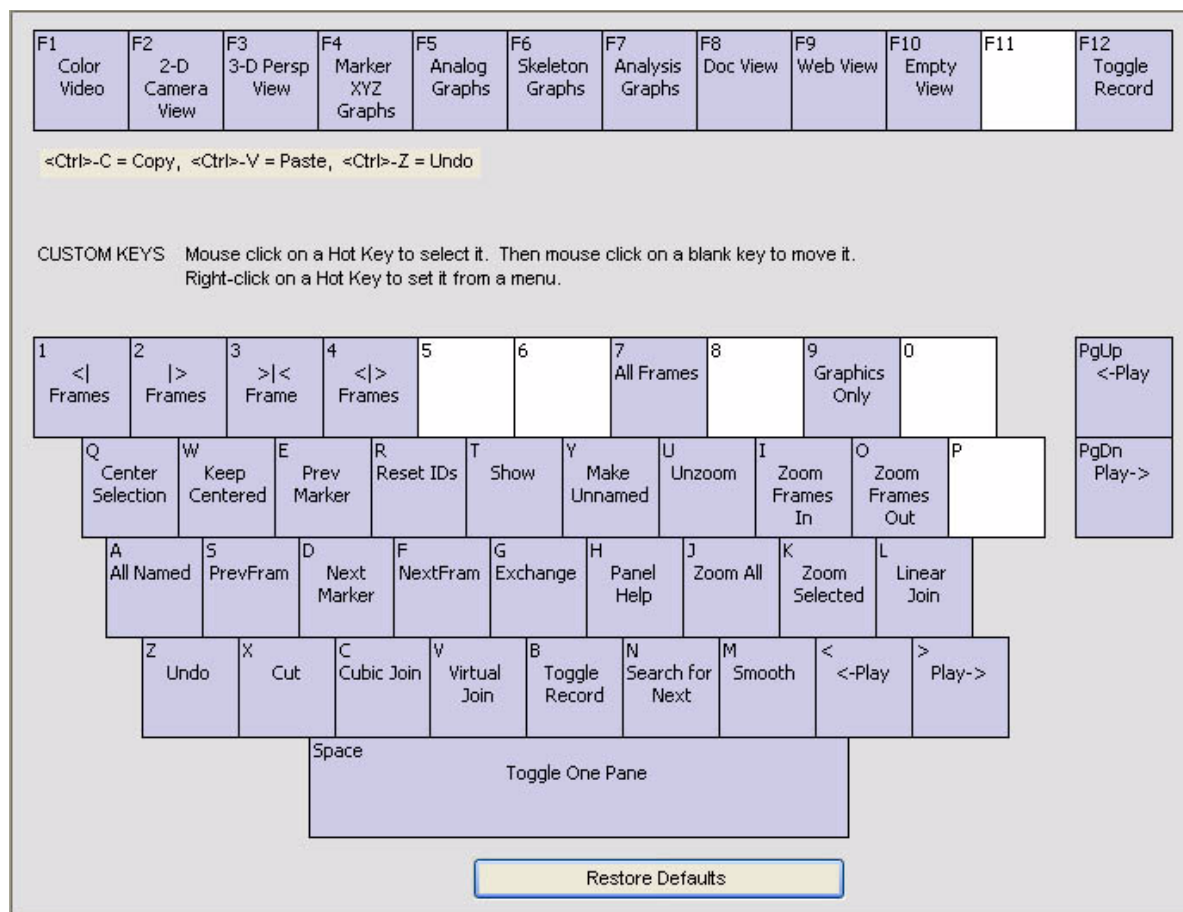 F1 F2 F3 F4 F5 F6 F7 F8 F9 F10 F11 F12
Color 2-D 3-D Persp Marker Analog Skeleton Analysis Doc View Web View Empty Toggle
Video Camera View XYZ Graphs Graphs Graphs View Record
View Graphs
<Ctrl>-C = Copy, <Ctrl>-V = Paste, <Ctrl>-Z = Undo
CUSTOM KEYS Mouse click on a Hot Key to select it. Then mouse click on a blank key to move it.
Right-click on a Hot Key to set it from a menu.
1 2 3 4 5 6 7 8 9 0 PgUp
<| |> >|< <|> All Frames Graphics <-Play
Frames Frames Frame Frames Only
Q W E R T Y U I O P PgDn
Center Keep Prev Reset IDs Show Make Unzoom Zoom Zoom Play->
Selection Centered Marker Unnamed Frames Frames
In Out
A S D F G H J K L
All Named PrevFram Next NextFram Exchange Panel Zoom All Zoom Linear
Marker Help Selected Join
Z X C V B N M < >
Undo Cut Cubic Join Virtual Toggle Search for Smooth <-Play Play->
Join Record Next
Space
Toggle One Pane
Restore Defaults